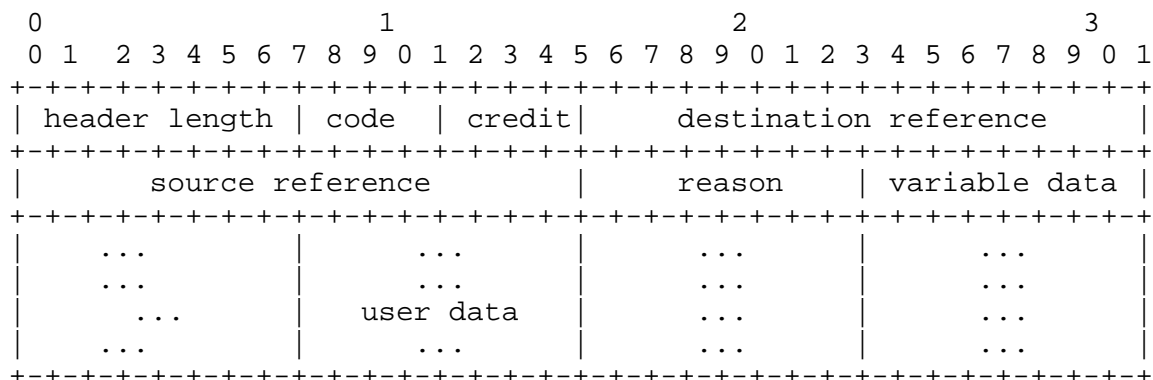 0                   1                   2                   3
0 1 2 3 4 5 6 7 8 9 0 1 2 3 4 5 6 7 8 9 0 1 2 3 4 5 6 7 8 9 0 1
+-+-+-+-+-+-+-+-+-+-+-+-+-+-+-+-+-+-+-+-+-+-+-+-+-+-+-+-+-+-+-+-+
| header length | code  | credit|     destination reference     |
+-+-+-+-+-+-+-+-+-+-+-+-+-+-+-+-+-+-+-+-+-+-+-+-+-+-+-+-+-+-+-+-+
|       source reference        |     reason    | variable data |
+-+-+-+-+-+-+-+-+-+-+-+-+-+-+-+-+-+-+-+-+-+-+-+-+-+-+-+-+-+-+-+-+
|    ...        |      ...      |      ...      |      ...      |
|    ...        |      ...      |      ...      |      ...      |
|      ...      |   user data   |      ...      |      ...      |
|    ...        |      ...      |      ...      |      ...      |
+-+-+-+-+-+-+-+-+-+-+-+-+-+-+-+-+-+-+-+-+-+-+-+-+-+-+-+-+-+-+-+-+